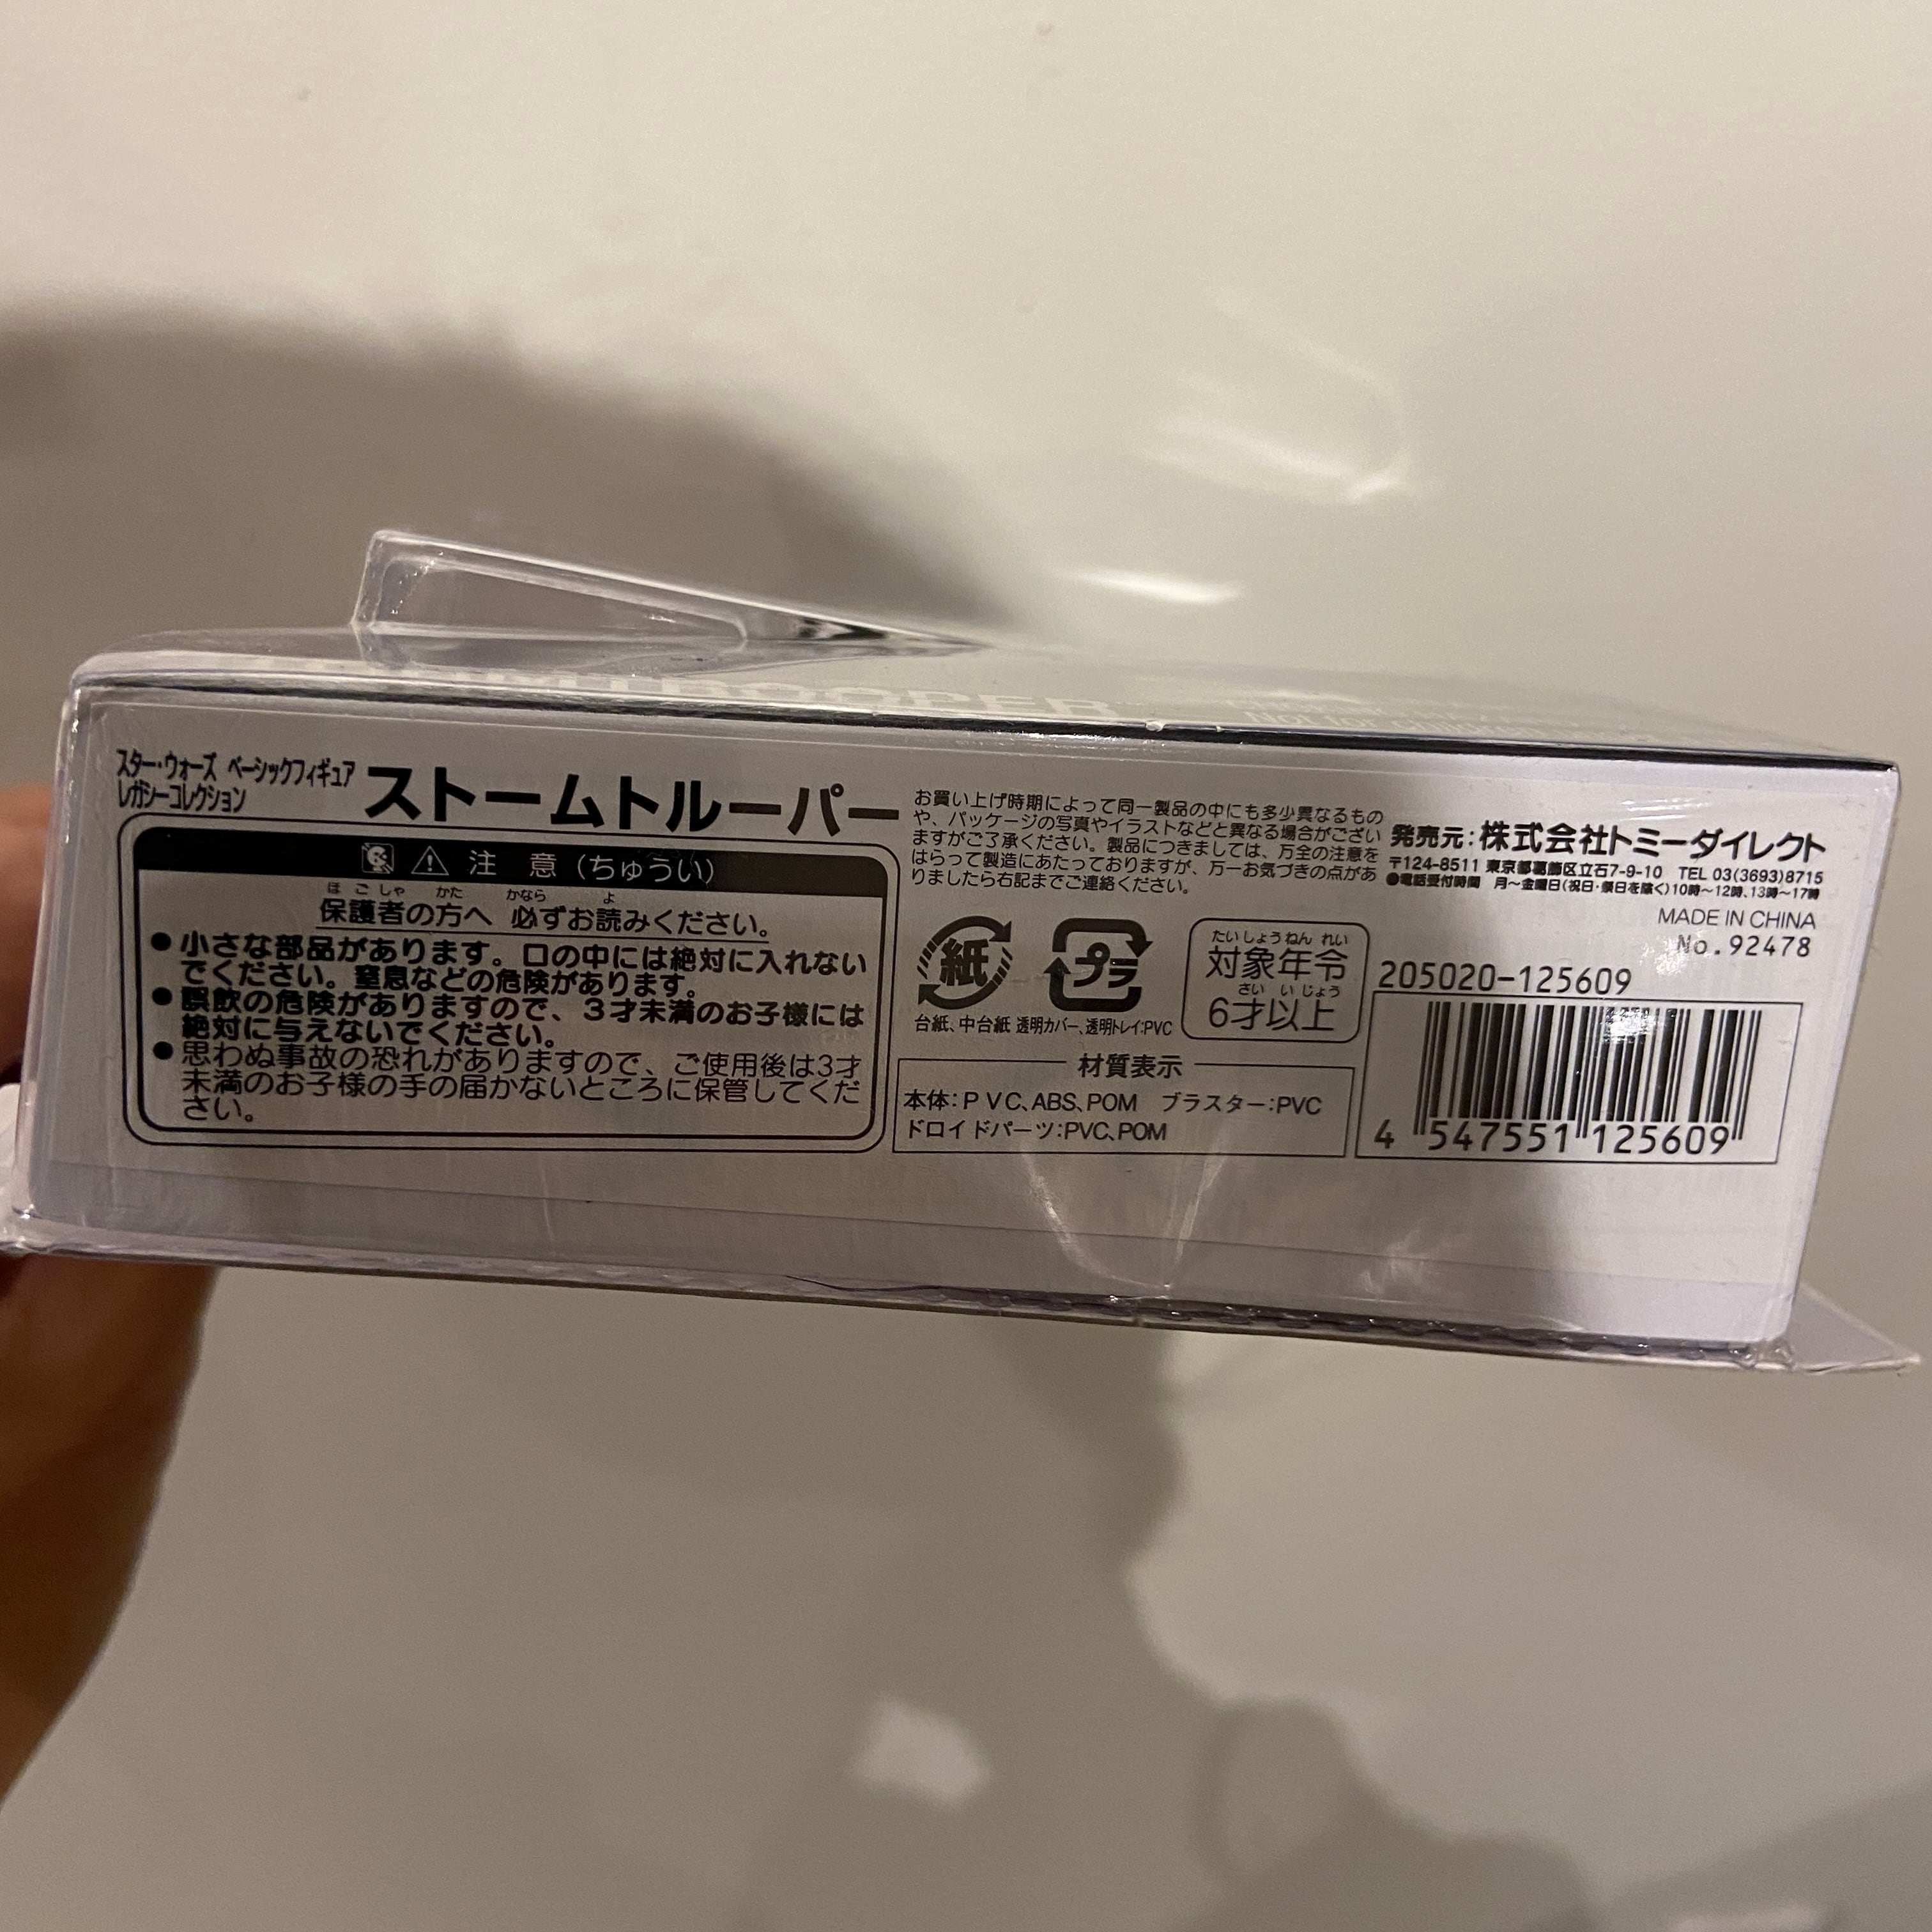 TROOPER
Not for
スター・ウォーズ ベーシックフィギュア
レガシーコレクション
ストームトルーパー
注 意 (ちゅうい)
ほごしゃ かた かなら よ
保護者の方へ 必ずお読みください。
●小さな部品があります。口の中には絶対に入れない
でください。窒息などの危険があります。
●誤飲の危険がありますので、3才未満のお子様には
絶対に与えないでください。
●思わぬ事故の恐れがありますので、ご使用後は3才
未満のお子様の手の届かないところに保管してくだ
さい。
お買い上げ時期によって同一製品の中にも多少異なるもの
や、パッケージの写真やイラストなどと異なる場合がござい
ますがご了承ください。製品につきましては、万全の注意を
はらって製造にあたっておりますが、万一お気づきの点があ
りましたら右記までご連絡ください。
紙
プラ
台紙、中台紙 透明カバー、透明トレイ:PVC
たいしょうねんれい
対象年令
さい いじょう
6才以上
材質表示
本体:PVC、ABS、POM ブラスター:PVC
ドロイドパーツ:PVC、POM
発売元:株式会社トミーダイレクト
〒124-8511 東京都葛飾区立石7-9-10 TEL 03(3693)8715
●電話受付時間 月〜金曜日(祝日・祭日を除く)10時〜12時、13時〜17時
MADE IN CHINA
No.92478
205020-125609
4 547551 125609